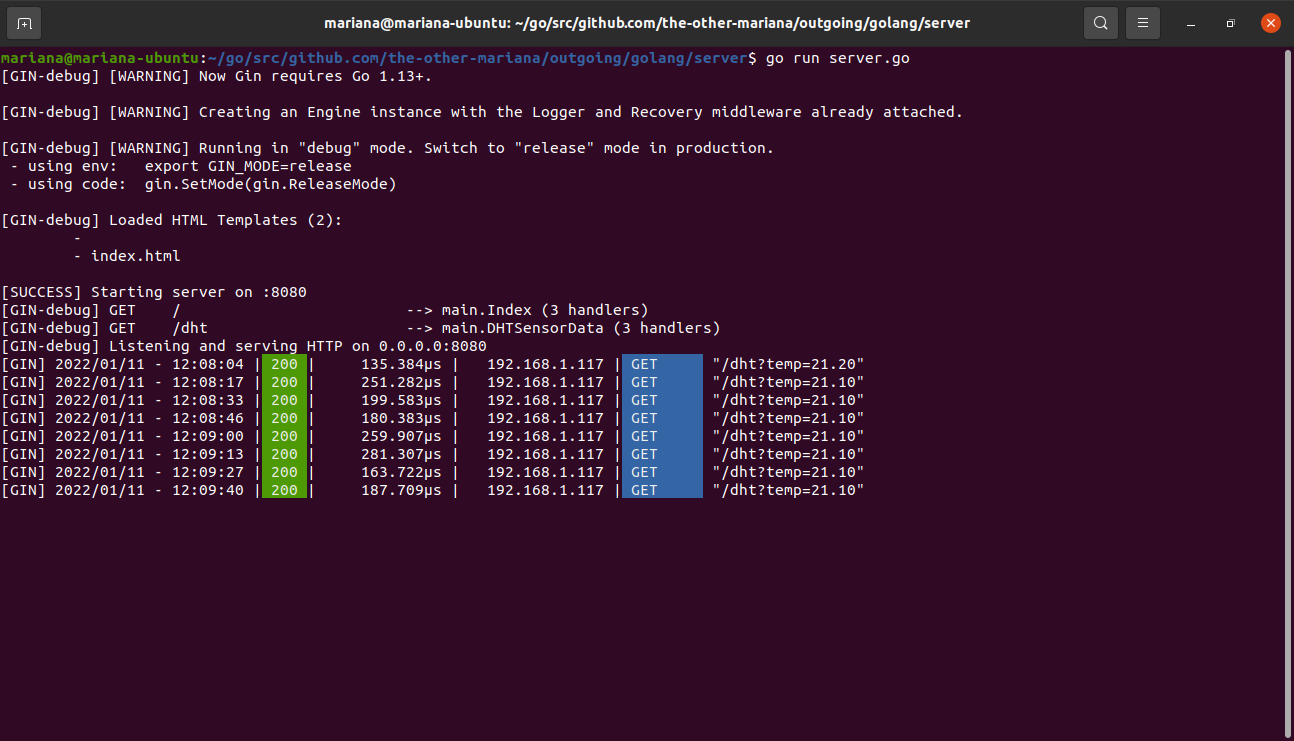 mariana@mariana-ubuntu: ~/go/src/github.com/the-other-mariana/outgoing/golang/server
mariana@mariana-ubuntu:~/go/src/github.com/the-other-mariana/outgoing/golang/server$ go run server.go
[GIN-debug] [WARNING] Now Gin requires Go 1.13+.
[GIN-debug] [WARNING] Creating an Engine instance with the Logger and Recovery middleware already attached.
[GIN-debug] [WARNING] Running in "debug" mode. Switch to "release" mode in production.
 - using env:   export GIN_MODE=release
 - using code:  gin.SetMode(gin.ReleaseMode)
[GIN-debug] Loaded HTML Templates (2):
        -
        - index.html
[SUCCESS] Starting server on :8080
[GIN-debug] GET    /                         --> main.Index (3 handlers)
[GIN-debug] GET    /dht                      --> main.DHTSensorData (3 handlers)
[GIN-debug] Listening and serving HTTP on 0.0.0.0:8080
[GIN] 2022/01/11 - 12:08:04 | 200 |     135.384µs |   192.168.1.117 | GET      "/dht?temp=21.20"
[GIN] 2022/01/11 - 12:08:17 | 200 |     251.282µs |   192.168.1.117 | GET      "/dht?temp=21.10"
[GIN] 2022/01/11 - 12:08:33 | 200 |     199.583µs |   192.168.1.117 | GET      "/dht?temp=21.10"
[GIN] 2022/01/11 - 12:08:46 | 200 |     180.383µs |   192.168.1.117 | GET      "/dht?temp=21.10"
[GIN] 2022/01/11 - 12:09:00 | 200 |     259.907µs |   192.168.1.117 | GET      "/dht?temp=21.10"
[GIN] 2022/01/11 - 12:09:13 | 200 |     281.307µs |   192.168.1.117 | GET      "/dht?temp=21.10"
[GIN] 2022/01/11 - 12:09:27 | 200 |     163.722µs |   192.168.1.117 | GET      "/dht?temp=21.10"
[GIN] 2022/01/11 - 12:09:40 | 200 |     187.709µs |   192.168.1.117 | GET      "/dht?temp=21.10"